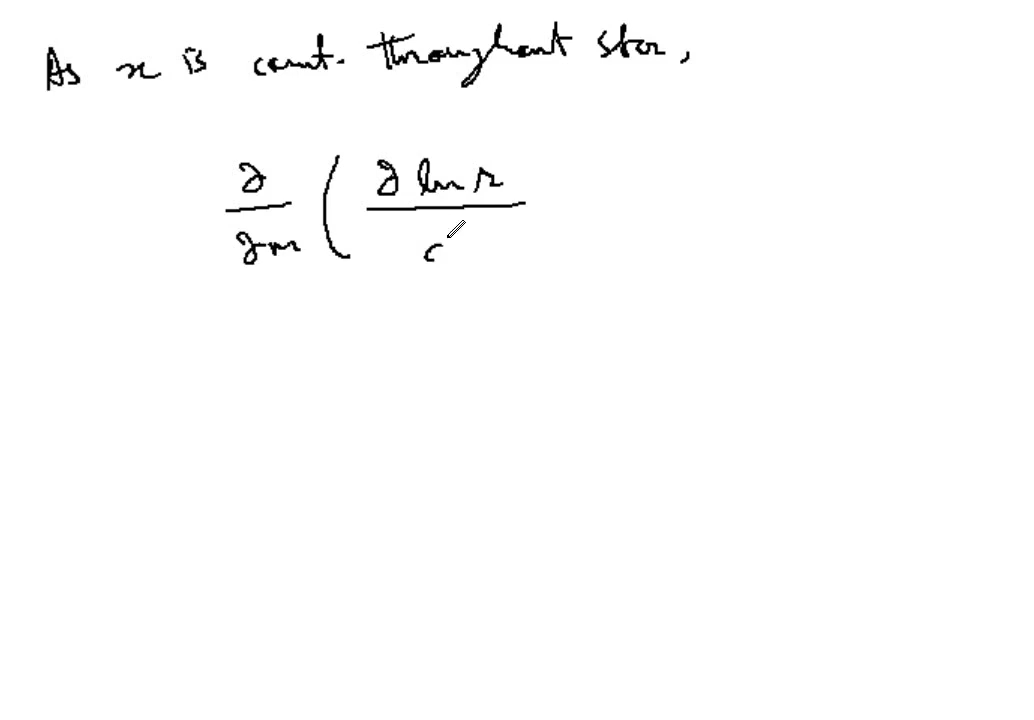 As x is const. throughout star,
∂/∂m ( ∂ ln r /